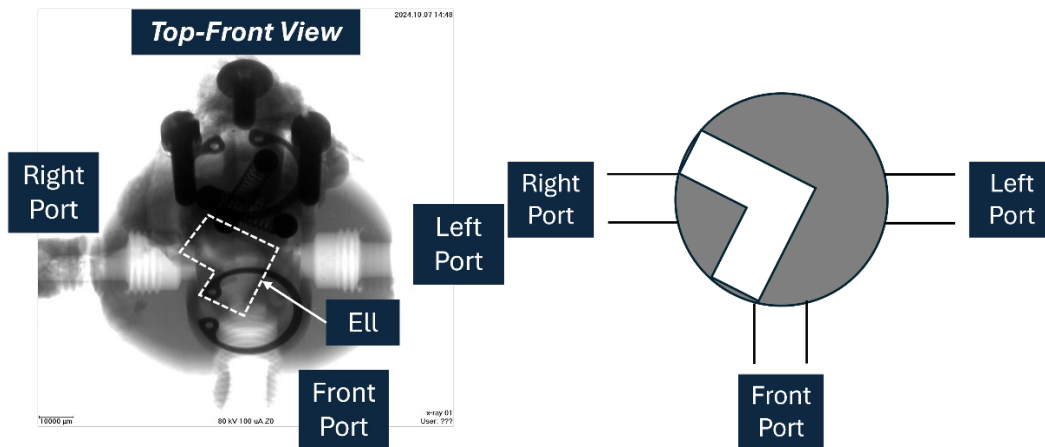 2024.10.07 14:48
Top-Front View
Right
Port
Left
Port
Ell
Front
Port
10000 µm
80 kV 100 uA Z0
x-ray 01
User: ???
Right
Port
Left
Port
Front
Port